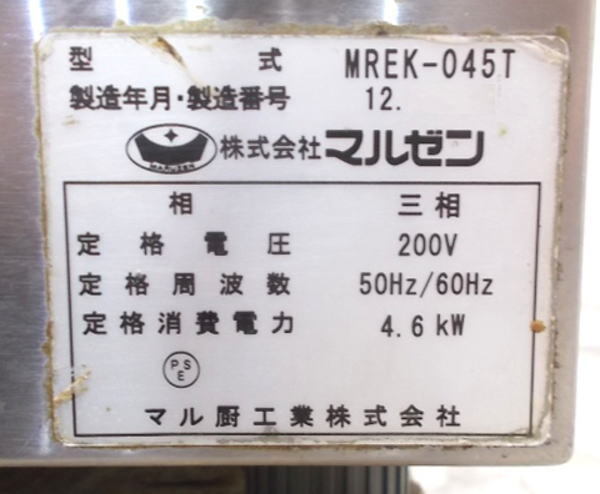 型式 MREK-045T
製造年月・製造番号 12.
MARUZEN 株式会社マルゼン
相 三相
定格電圧 200V
定格周波数 50Hz/60Hz
定格消費電力 4.6kW
PS
E
マル厨工業株式会社